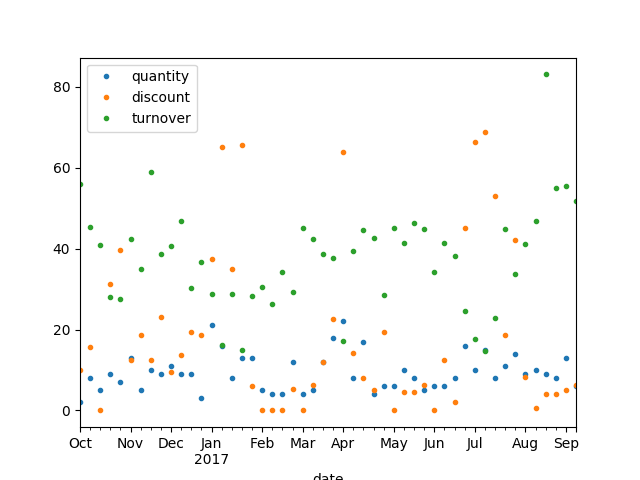 80
60
40
20
0
quantity
discount
turnover
Oct Nov Dec Jan Feb Mar Apr May Jun Jul Aug Sep
2017
date